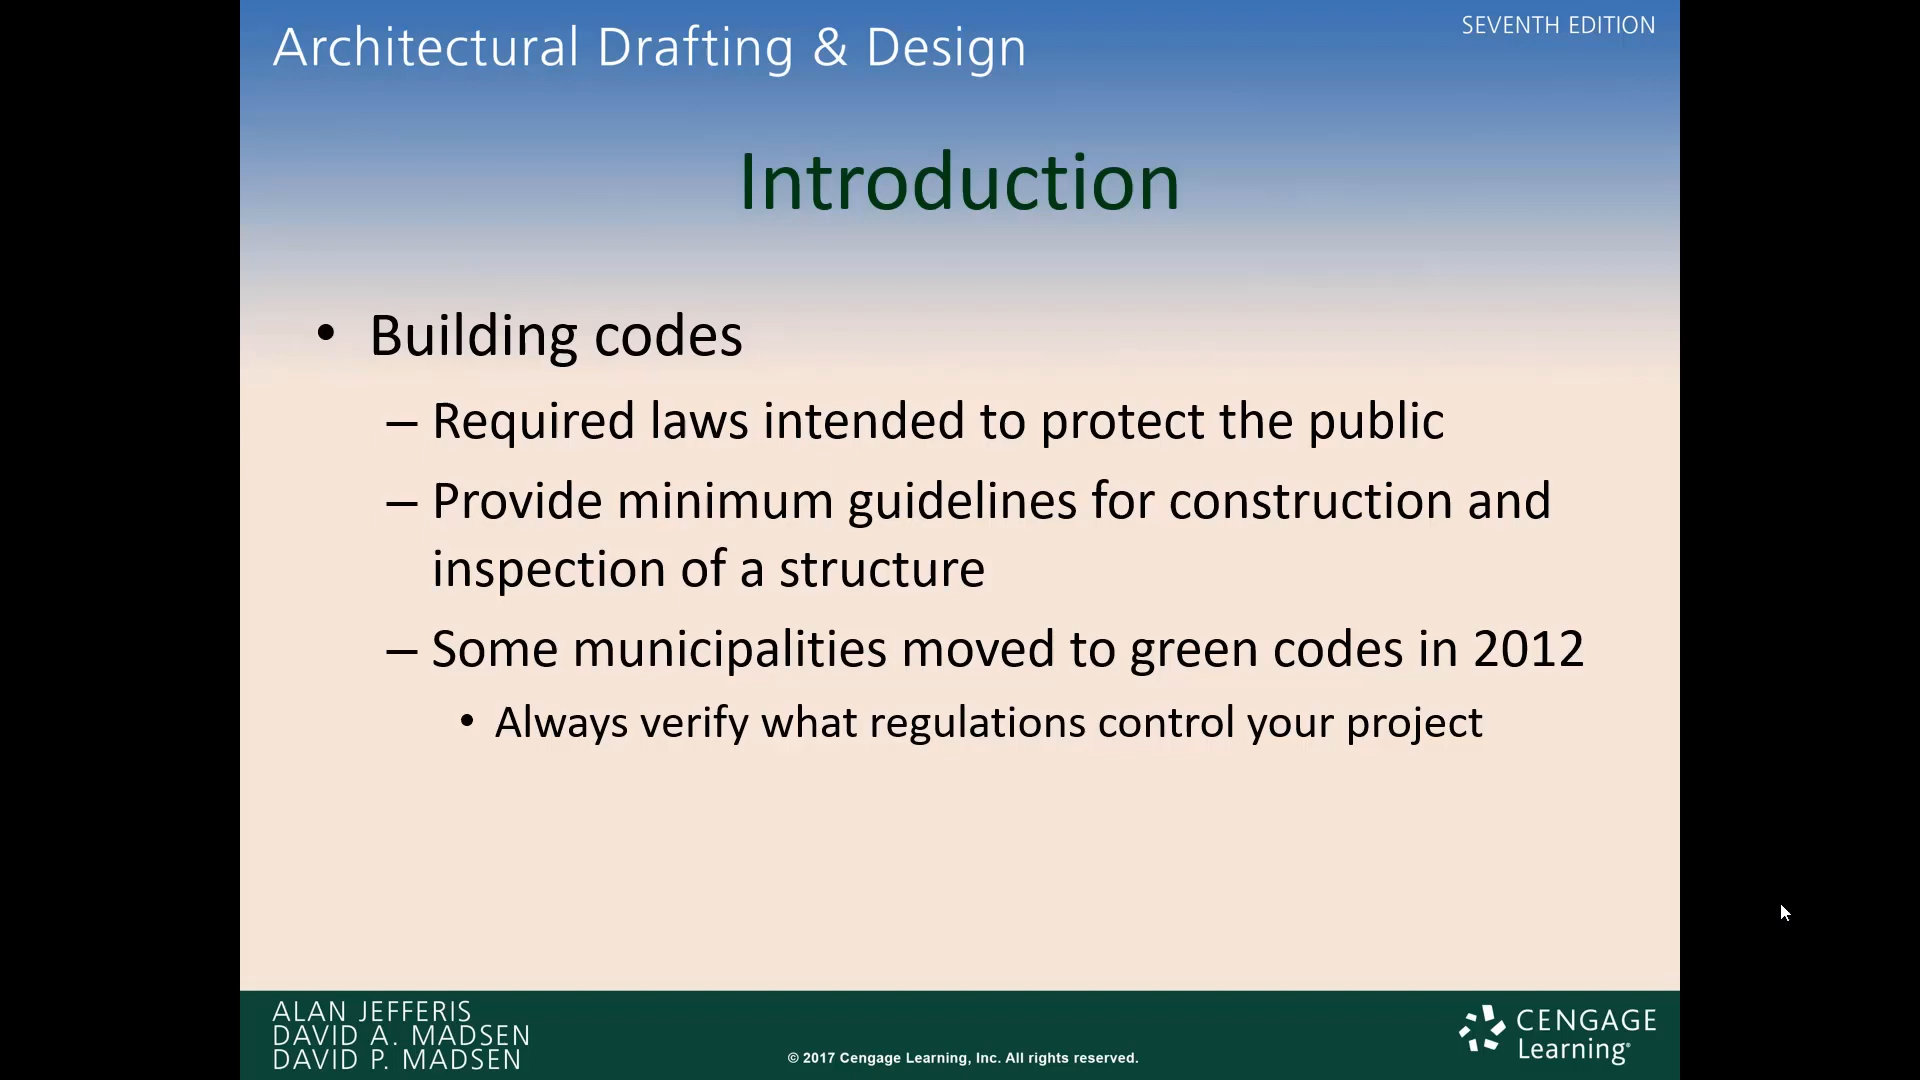 Architectural Drafting & Design
SEVENTH EDITION
Introduction
• Building codes
– Required laws intended to protect the public
– Provide minimum guidelines for construction and
inspection of a structure
– Some municipalities moved to green codes in 2012
• Always verify what regulations control your project
ALAN JEFFERIS
DAVID A. MADSEN
DAVID P. MADSEN
© 2017 Cengage Learning, Inc. All rights reserved.
CENGAGE
Learning®